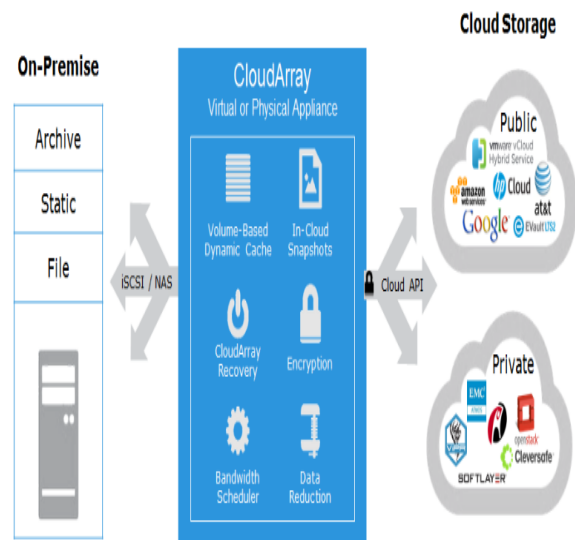 On-Premise
Archive
Static
File
iSCSI / NAS
CloudArray
Virtual or Physical Appliance
Volume-Based
Dynamic Cache
In-Cloud
Snapshots
CloudArray
Recovery
Encryption
Bandwidth
Scheduler
Data
Reduction
Cloud API
Cloud Storage
Public
vmware vCloud
Hybrid Service
amazon
webservices
hp Cloud
at&t
Google
EVault LTS2
Private
EMC
openstack
Cleversafe
SOFTLAYER